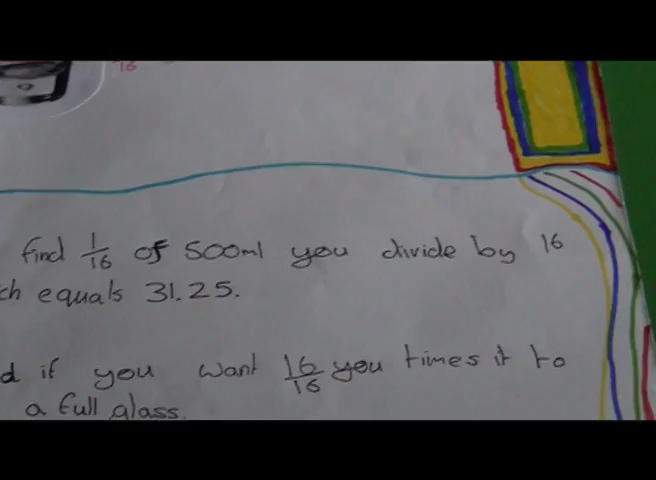 16
find 1/16 of 500ml you divide by 16
ch equals 31.25.
d if you want 16/16 you times it to
a full glass.